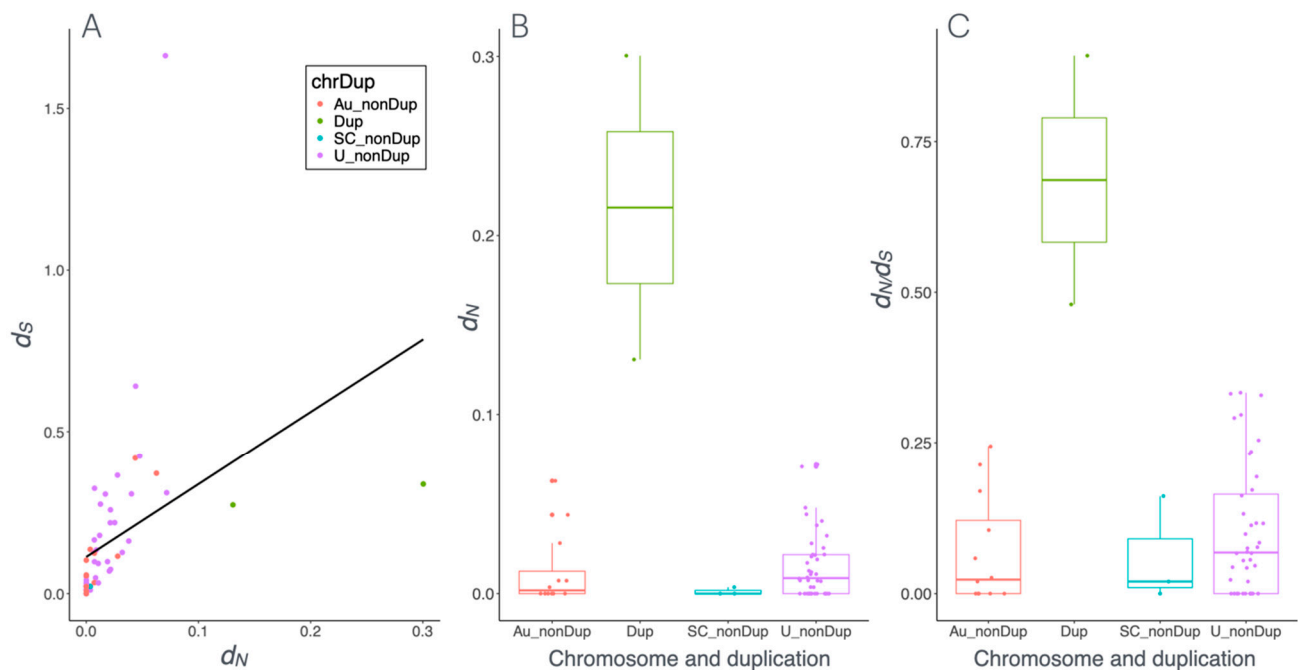 A
B
C
chrDup
Au_nonDup
Dup
SC_nonDup
U_nonDup
1.5
1.0
0.5
0.0
dS
0.0
0.1
0.2
0.3
dN
0.3
0.2
0.1
0.0
dN
Au_nonDup
Dup
SC_nonDup
U_nonDup
Chromosome and duplication
0.75
0.50
0.25
0.00
dN/dS
Au_nonDup
Dup
SC_nonDup
U_nonDup
Chromosome and duplication